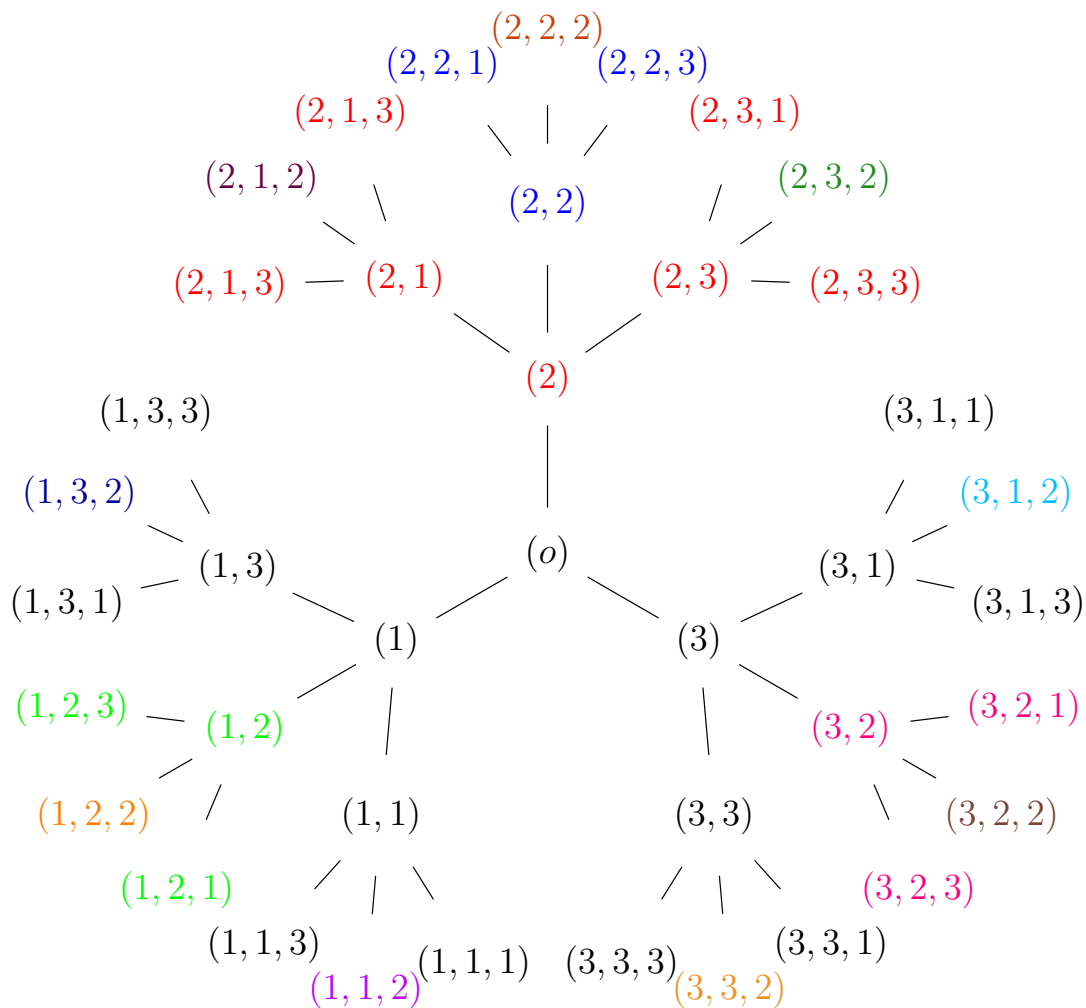 (2, 2, 2)
(2, 2, 1)
(2, 2, 3)
(2, 1, 3)
(2, 3, 1)
(2, 1, 2)
(2, 3, 2)
(2, 2)
(2, 1, 3)
(2, 1)
(2, 3)
(2, 3, 3)
(2)
(1, 3, 3)
(3, 1, 1)
(1, 3, 2)
(3, 1, 2)
(o)
(1, 3)
(3, 1)
(1, 3, 1)
(3, 1, 3)
(1)
(3)
(1, 2, 3)
(3, 2, 1)
(1, 2)
(3, 2)
(1, 2, 2)
(1, 1)
(3, 3)
(3, 2, 2)
(1, 2, 1)
(3, 2, 3)
(1, 1, 3)
(3, 3, 1)
(1, 1, 1)
(3, 3, 3)
(1, 1, 2)
(3, 3, 2)